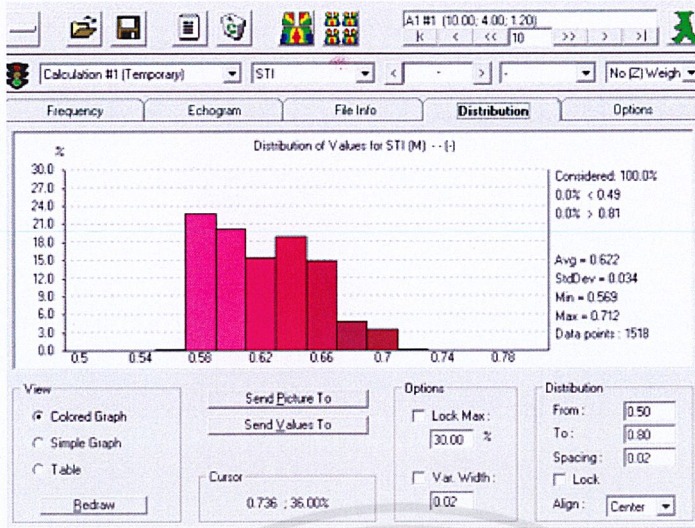 A1 #1 (10.00; 4.00; 1.20)
10
Calculation #1 (Temporary) STI - - No (Z) Weigh
Frequency Echogram File Info Distribution Options
Distribution of Values for STI (M) - - (-)
%
30.0
27.0
24.0
21.0
18.0
15.0
12.0
9.0
6.0
3.0
0.0
0.5 0.54 0.58 0.62 0.66 0.7 0.74 0.78
Considered: 100.0%
0.0% < 0.49
0.0% > 0.81
Avg = 0.622
StdDev = 0.034
Min = 0.569
Max = 0.712
Data points : 1518
View
Colored Graph
Simple Graph
Table
Redraw
Send Picture To
Send Values To
Cursor
0.736 ; 36.00%
Options
Lock Max:
30.00 %
Var. Width:
0.02
Distribution
From : 0.50
To : 0.80
Spacing : 0.02
Lock
Align : Center